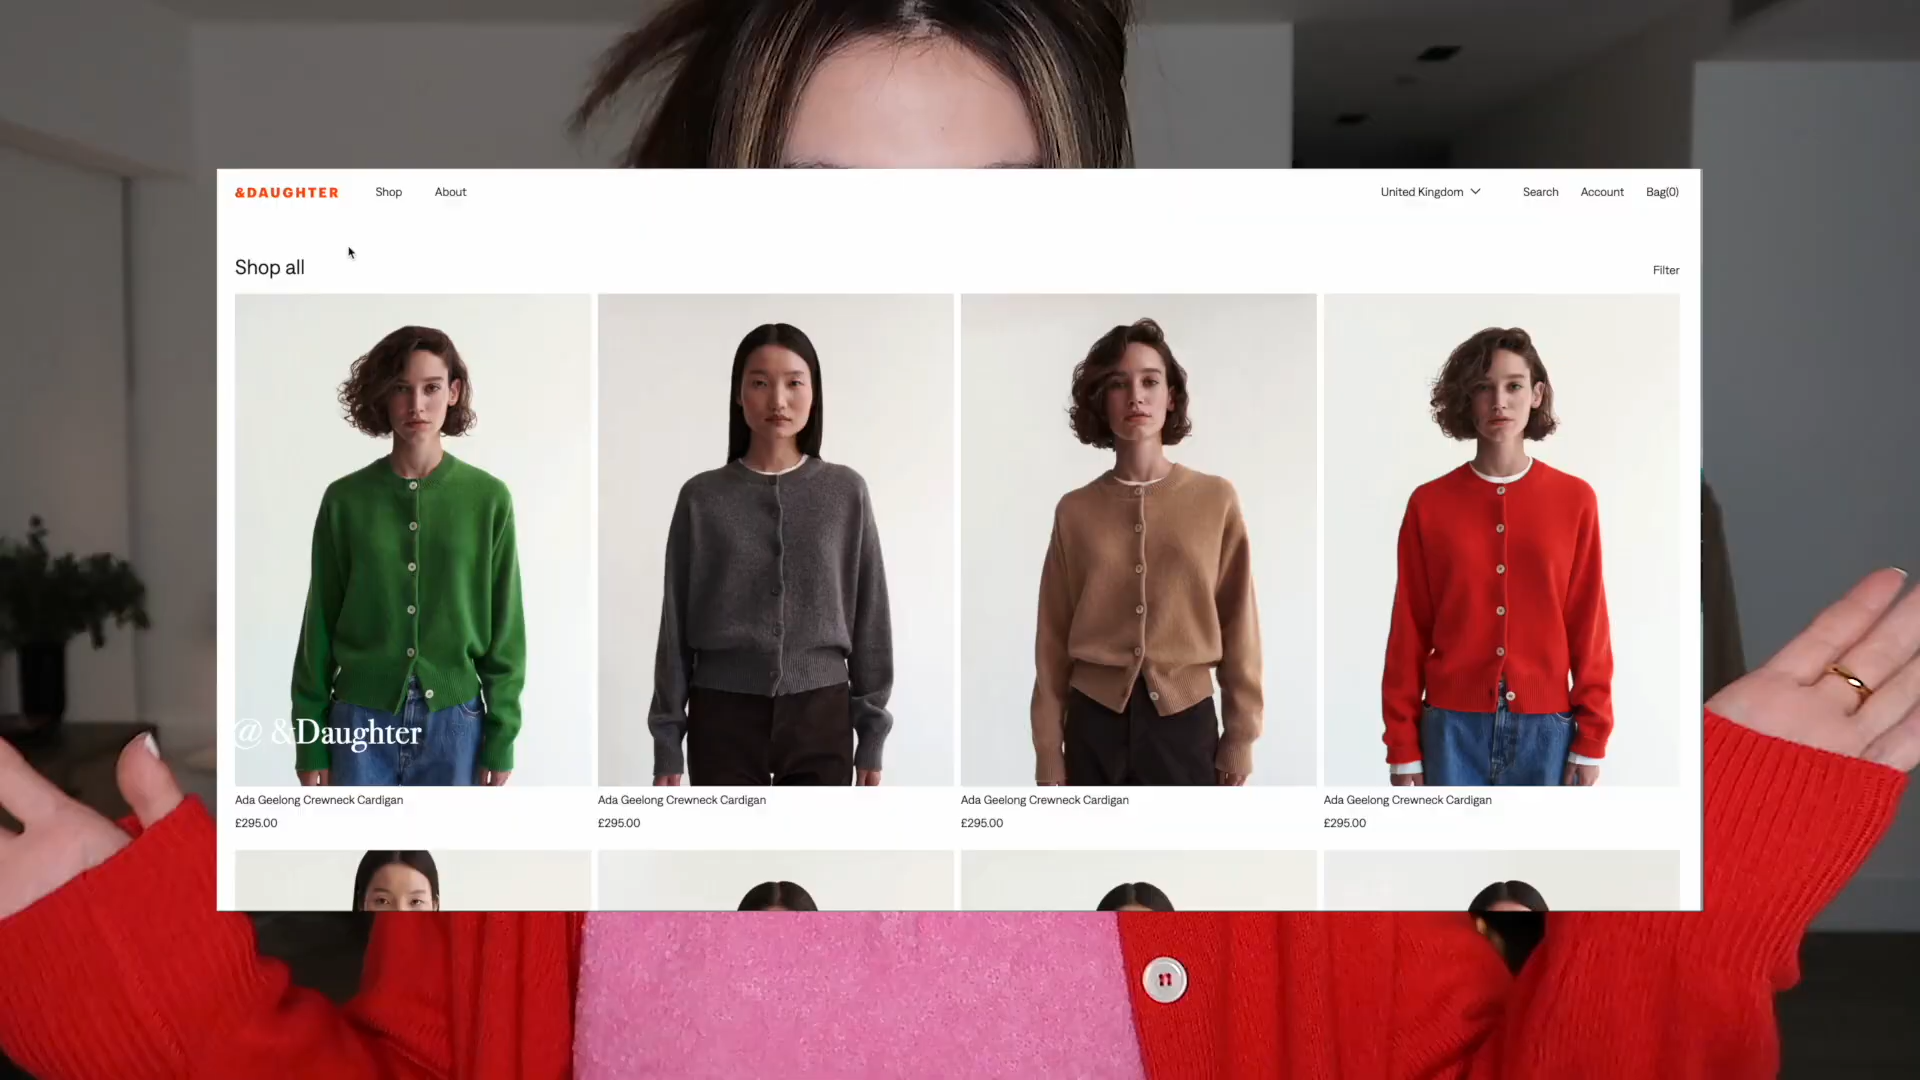 &DAUGHTER Shop About United Kingdom Search Account Bag(0)
Shop all
Filter
@ &Daughter
Ada Geelong Crewneck Cardigan
£295.00
Ada Geelong Crewneck Cardigan
£295.00
Ada Geelong Crewneck Cardigan
£295.00
Ada Geelong Crewneck Cardigan
£295.00